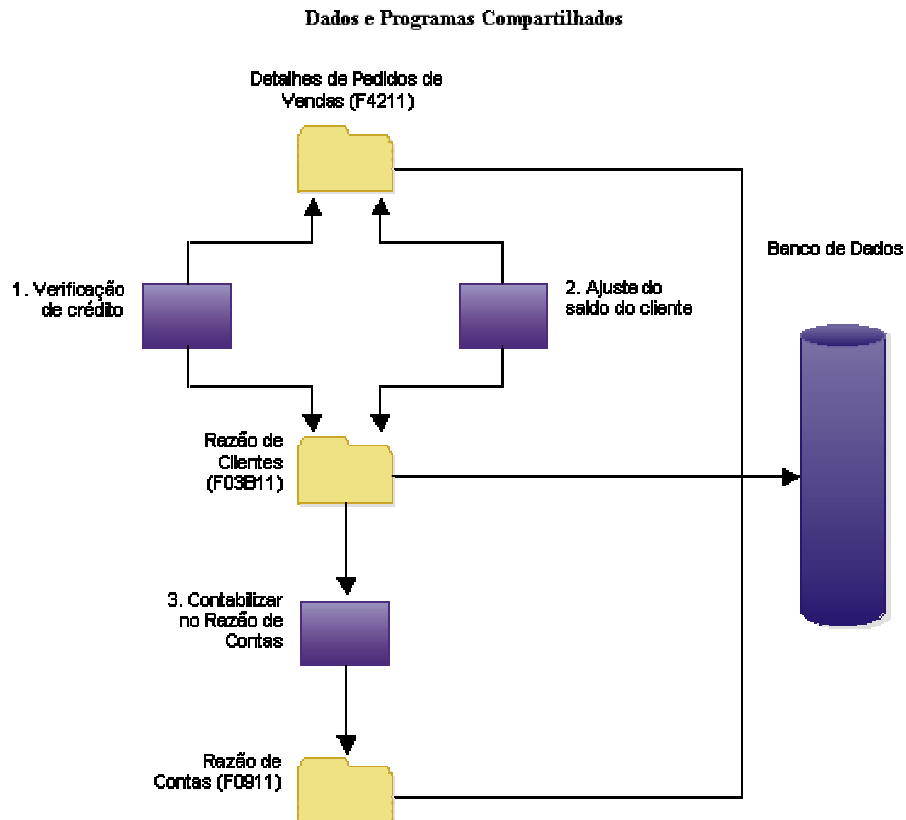 Dados e Programas Compartilhados
Detalhes de Pedidos de
Vendas (F4211)
Banco de Dados
1. Verificação
de crédito
2. Ajuste do
saldo do cliente
Razão de
Clientes
(F03B11)
3. Contabilizar
no Razão de
Contas
Razão de
Contas (F0911)